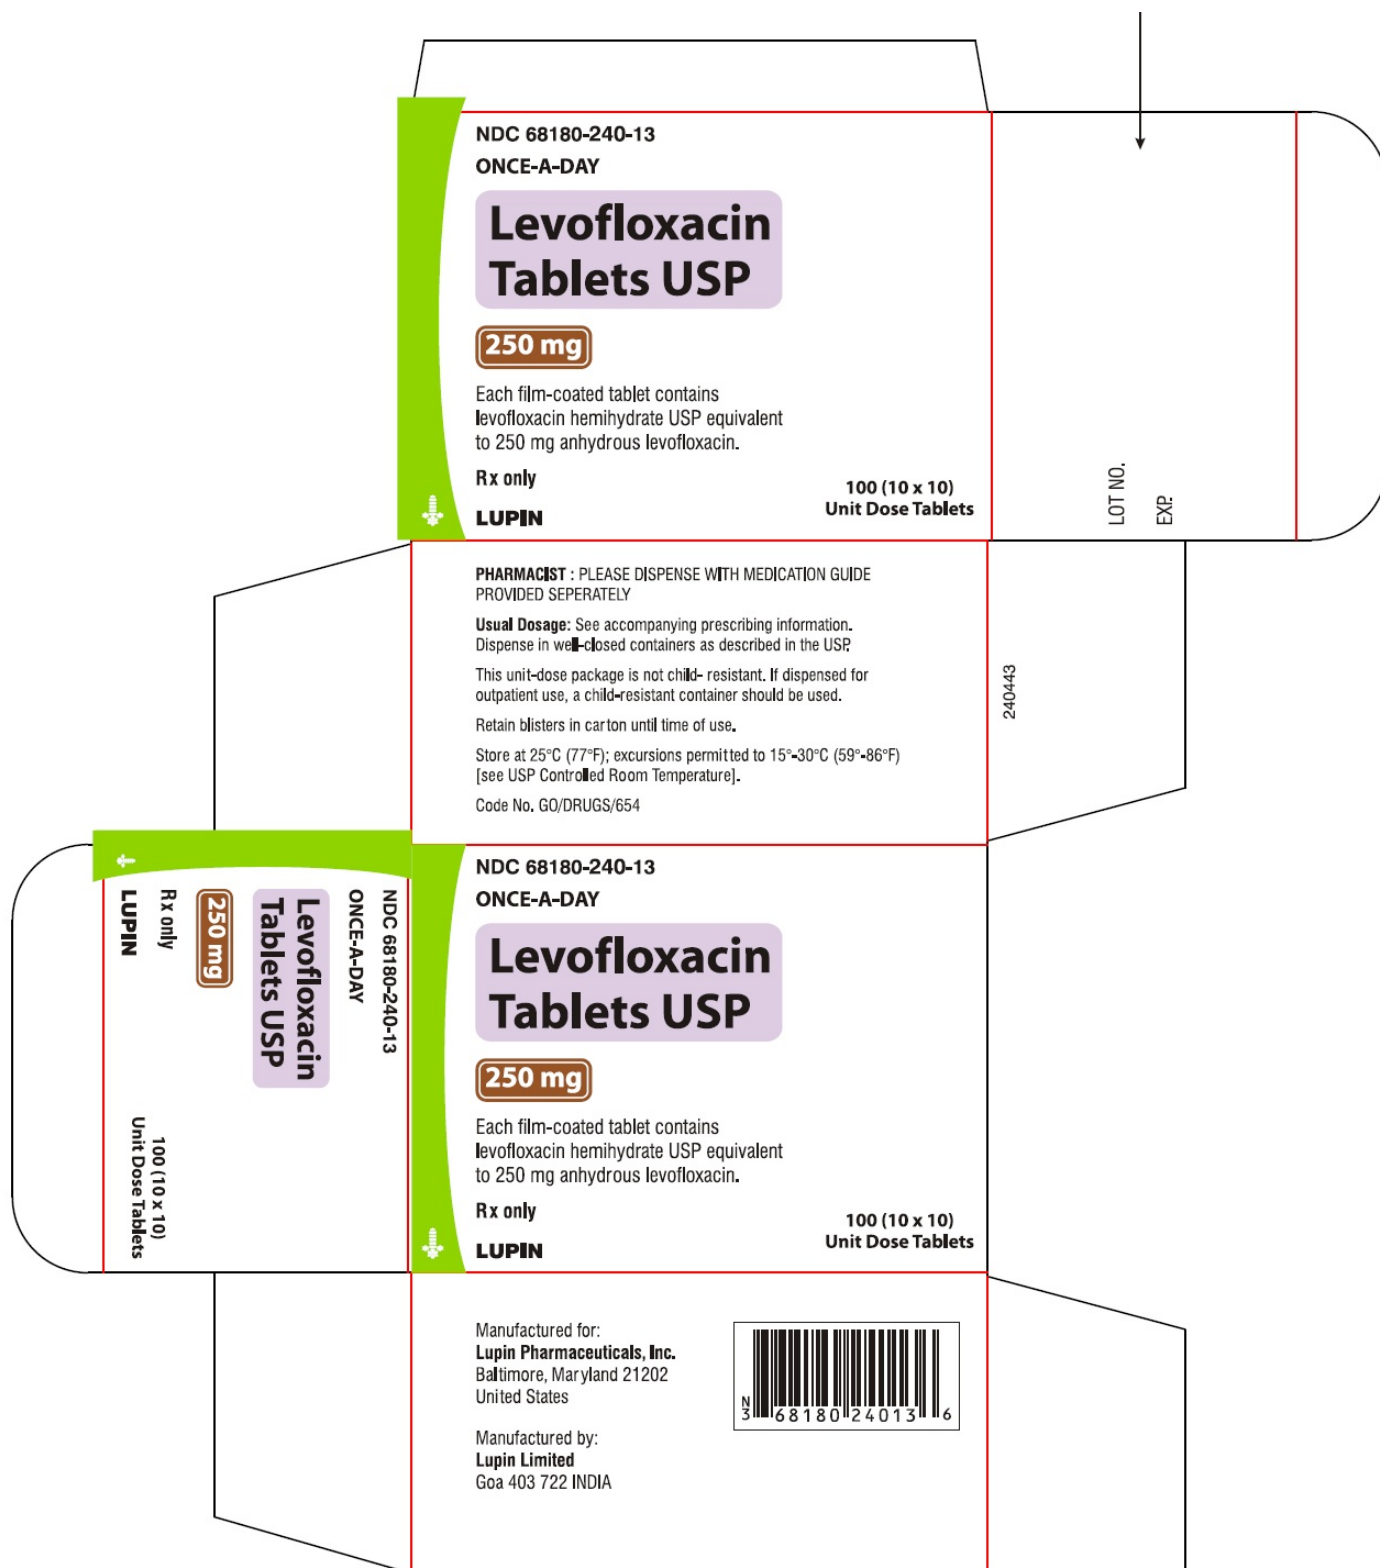 NDC 68180-240-13
ONCE-A-DAY
Levofloxacin
Tablets USP
250 mg
Each film-coated tablet contains
levofloxacin hemihydrate USP equivalent
to 250 mg anhydrous levofloxacin.
Rx only
LUPIN
100 (10 x 10)
Unit Dose Tablets
LOT NO.
EXP.
PHARMACIST : PLEASE DISPENSE WITH MEDICATION GUIDE
PROVIDED SEPERATELY
Usual Dosage: See accompanying prescribing information.
Dispense in well-closed containers as described in the USP.
This unit-dose package is not child- resistant. If dispensed for
outpatient use, a child-resistant container should be used.
Retain blisters in carton until time of use.
Store at 25°C (77°F); excursions permitted to 15°-30°C (59°-86°F)
[see USP Controlled Room Temperature].
Code No. GO/DRUGS/654
240443
NDC 68180-240-13
ONCE-A-DAY
Levofloxacin
Tablets USP
250 mg
Rx only
LUPIN
100 (10 x 10)
Unit Dose Tablets
NDC 68180-240-13
ONCE-A-DAY
Levofloxacin
Tablets USP
250 mg
Each film-coated tablet contains
levofloxacin hemihydrate USP equivalent
to 250 mg anhydrous levofloxacin.
Rx only
LUPIN
100 (10 x 10)
Unit Dose Tablets
Manufactured for:
Lupin Pharmaceuticals, Inc.
Baltimore, Maryland 21202
United States
Manufactured by:
Lupin Limited
Goa 403 722 INDIA
N
3 68180 24013 6